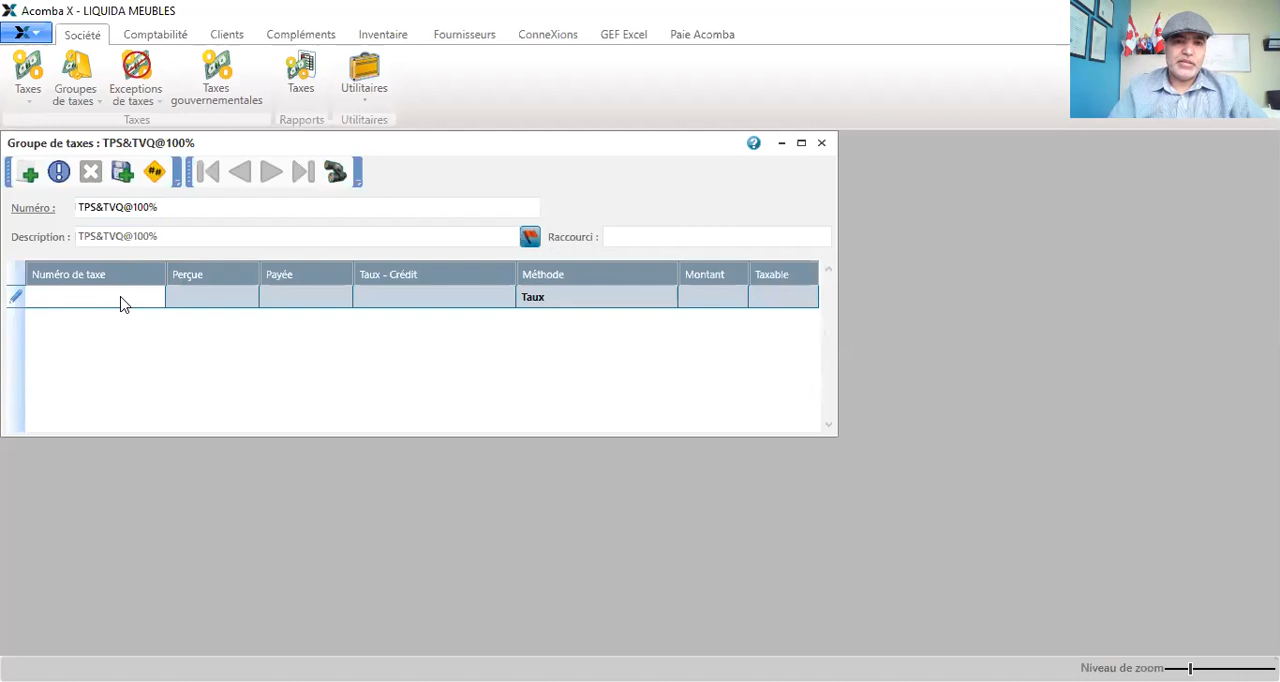 Acomba X - LIQUIDA MEUBLES
Société Comptabilité Clients Compléments Inventaire Fournisseurs ConneXions GEF Excel Paie Acomba
Taxes Groupes de taxes Exceptions de taxes Taxes gouvernementales Taxes Utilitaires
Taxes Rapports Utilitaires
Groupe de taxes : TPS&TVQ@100%
Numéro : TPS&TVQ@100%
Description : TPS&TVQ@100% Raccourci :
Numéro de taxe Perçue Payée Taux - Crédit Méthode Montant Taxable
Taux
Niveau de zoom